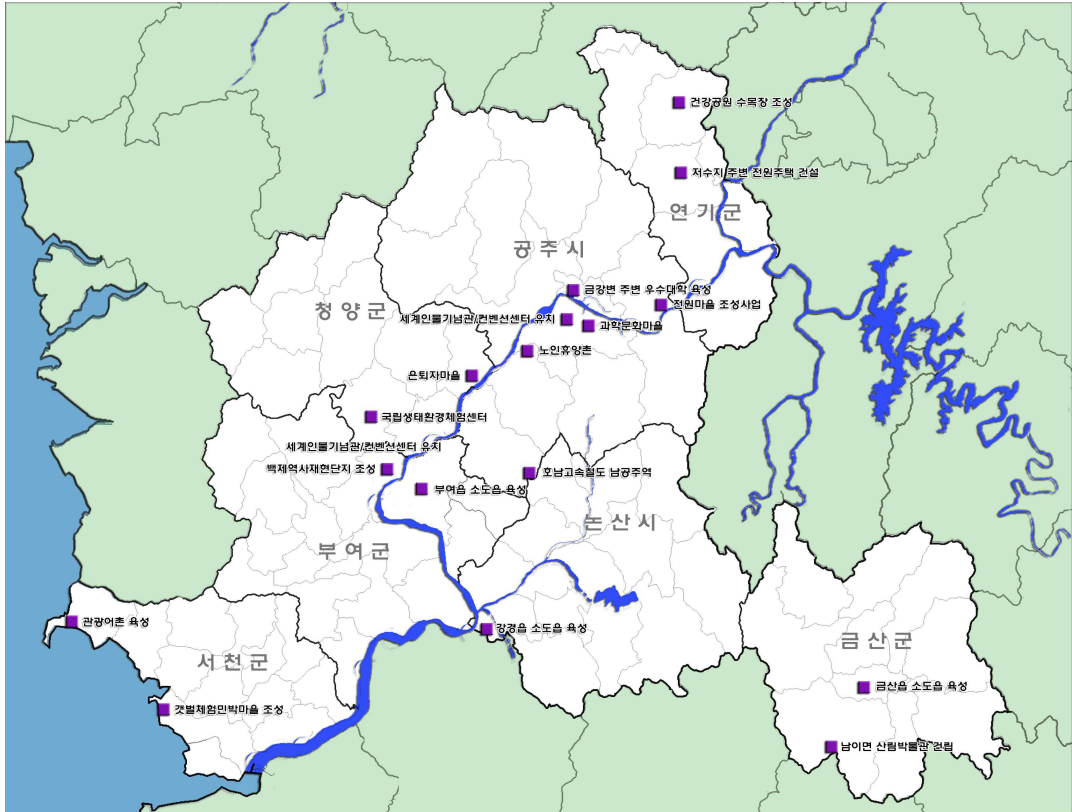 건강공원 수목장 조성
저수지 주변 전원주택 건설
연기군
공주시
금강변 주변 우수대학 육성
전원마을 조성사업
청양군
세계인물기념관/컨벤션센터 유치
과학문화마을
노인휴양촌
은퇴자마을
국립생태환경체험센터
세계인물기념관/컨벤션센터 유치
백제역사재현단지 조성
호남고속철도 남공주역
부여읍 소도읍 육성
논산시
부여군
관광어촌 육성
강경읍 소도읍 육성
금산군
서천군
금산읍 소도읍 육성
갯벌체험민박마을 조성
남이면 산림박물관 건립